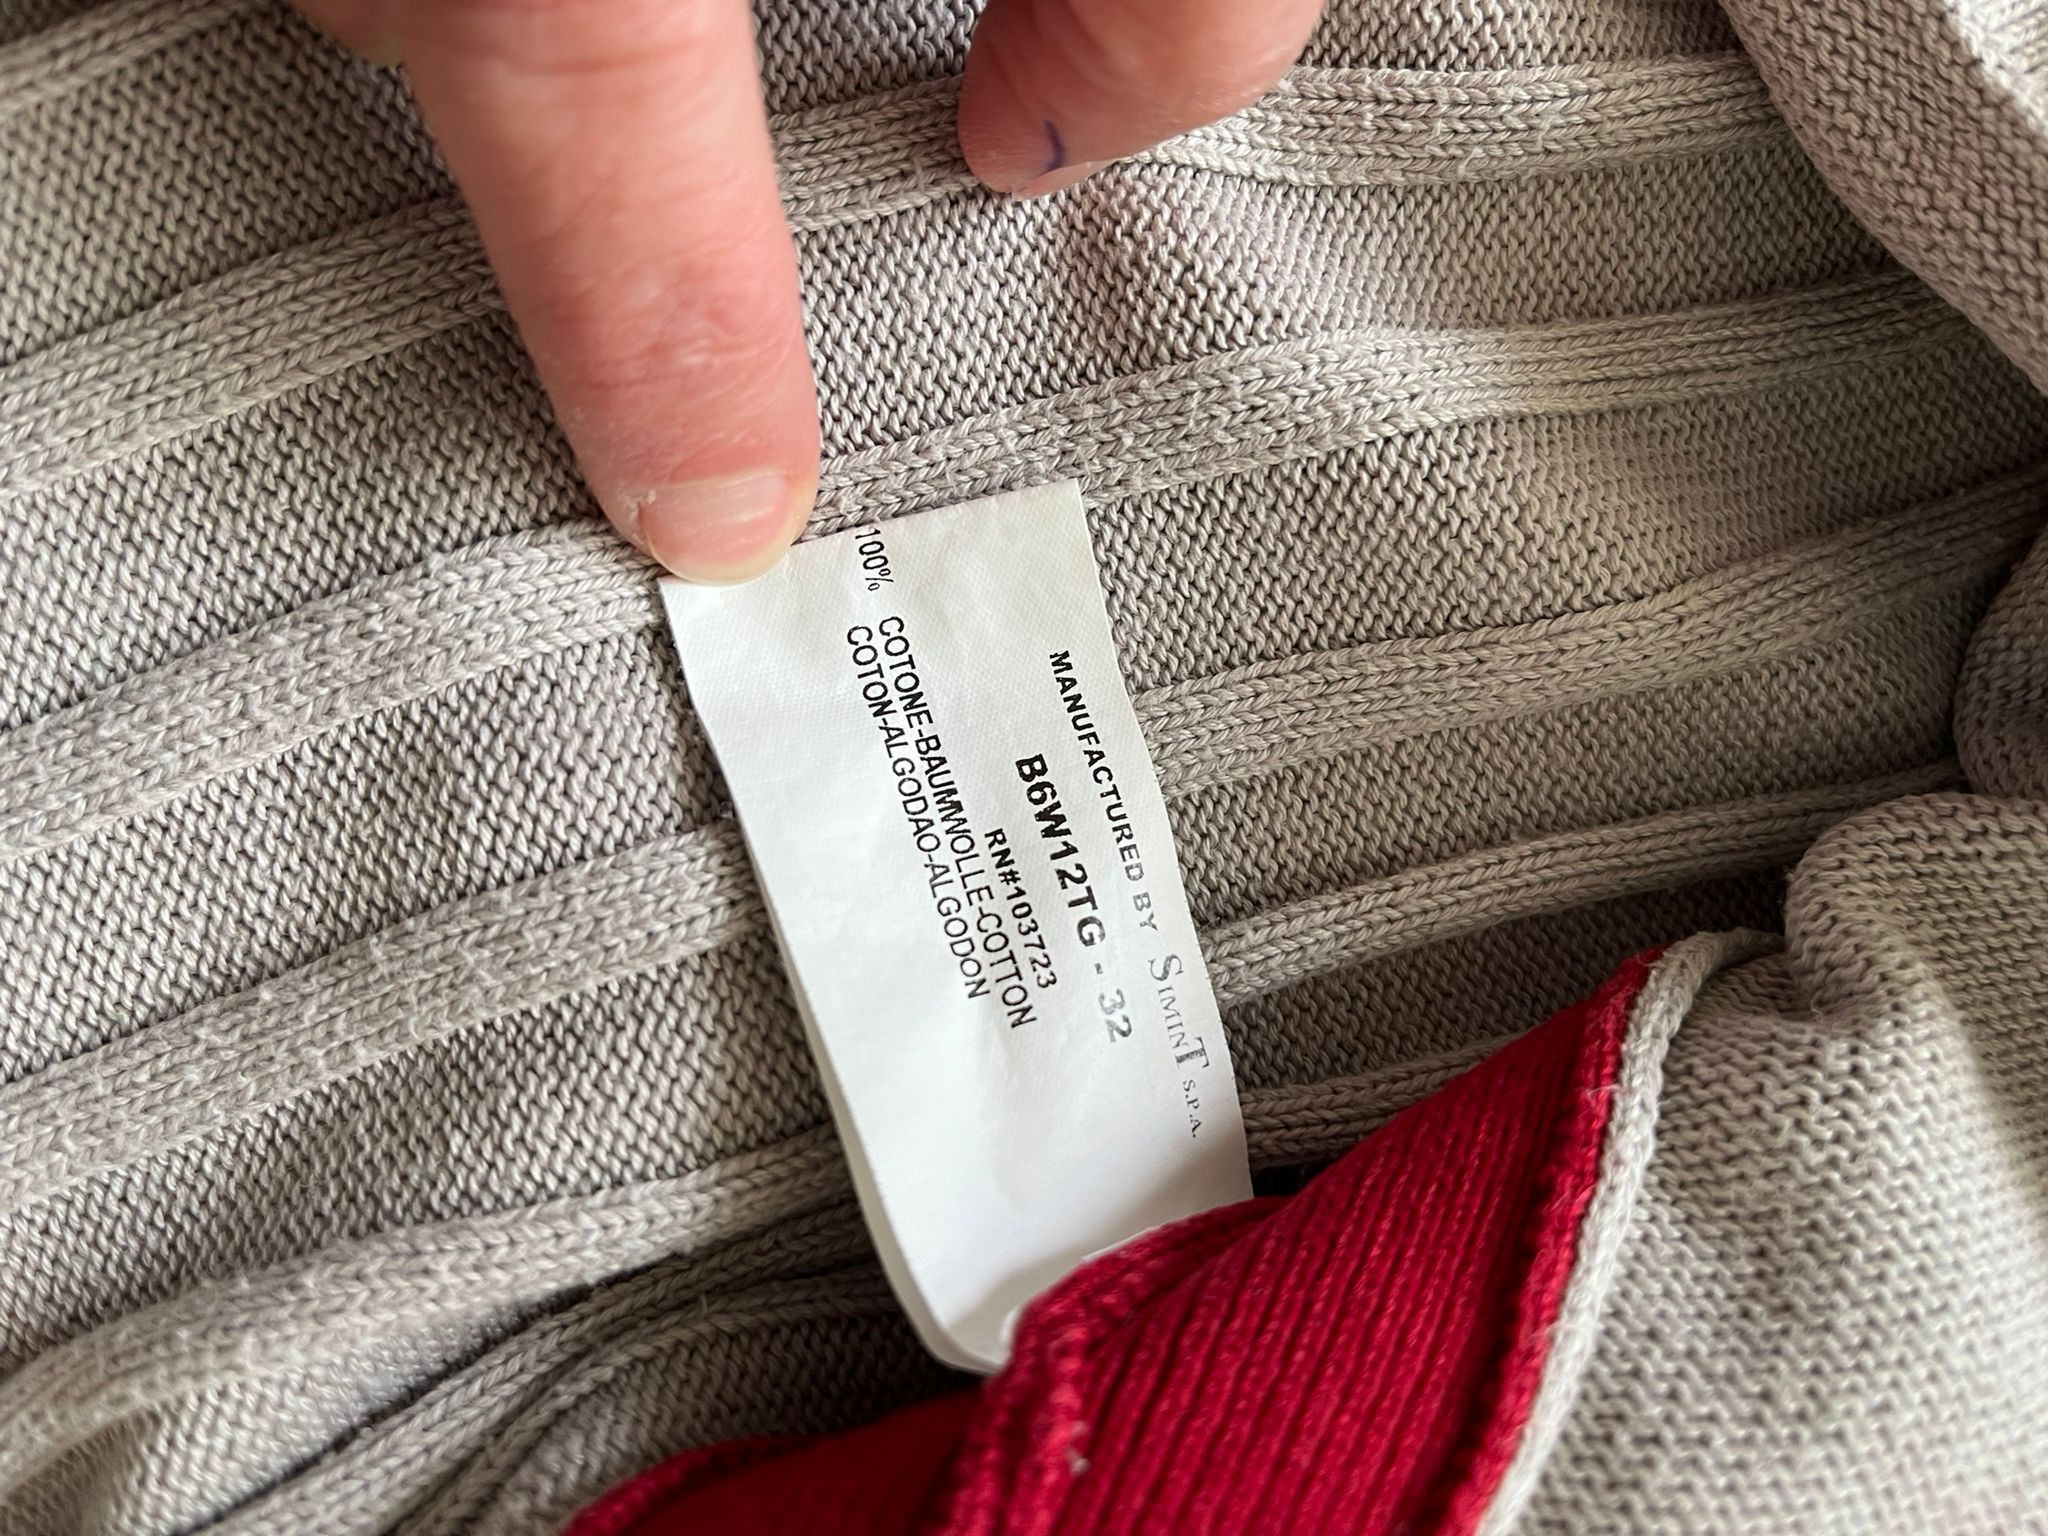 MANUFACTURED BY SIMINT S.P.A.
B6W12TG - 32
RN#103723
100% COTONE-BAUMWOLLE-COTTON
COTON-ALGODAO-ALGODON